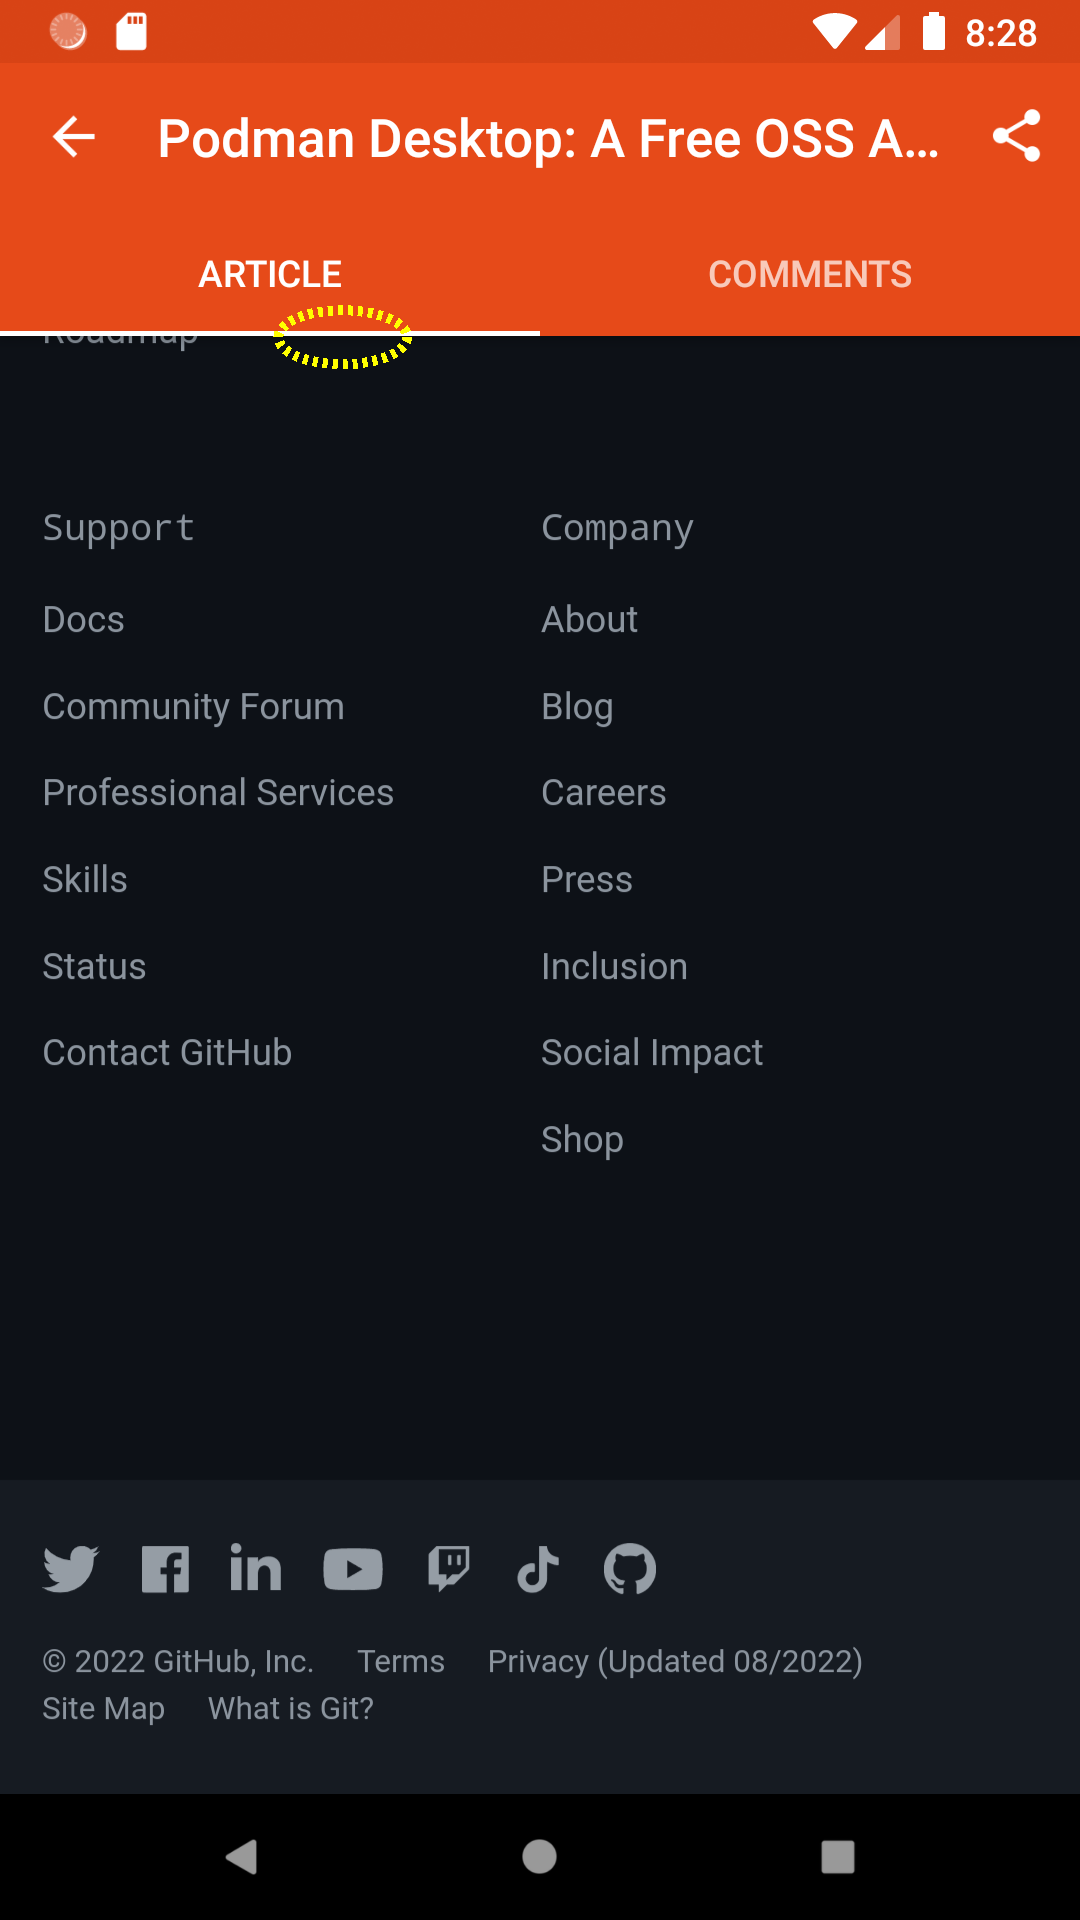 8:28
Podman Desktop: A Free OSS A...
ARTICLE
COMMENTS
Roadmap
Support
Company
Docs
About
Community Forum
Blog
Professional Services
Careers
Skills
Press
Status
Inclusion
Contact GitHub
Social Impact
Shop
© 2022 GitHub, Inc. Terms Privacy (Updated 08/2022)
Site Map What is Git?